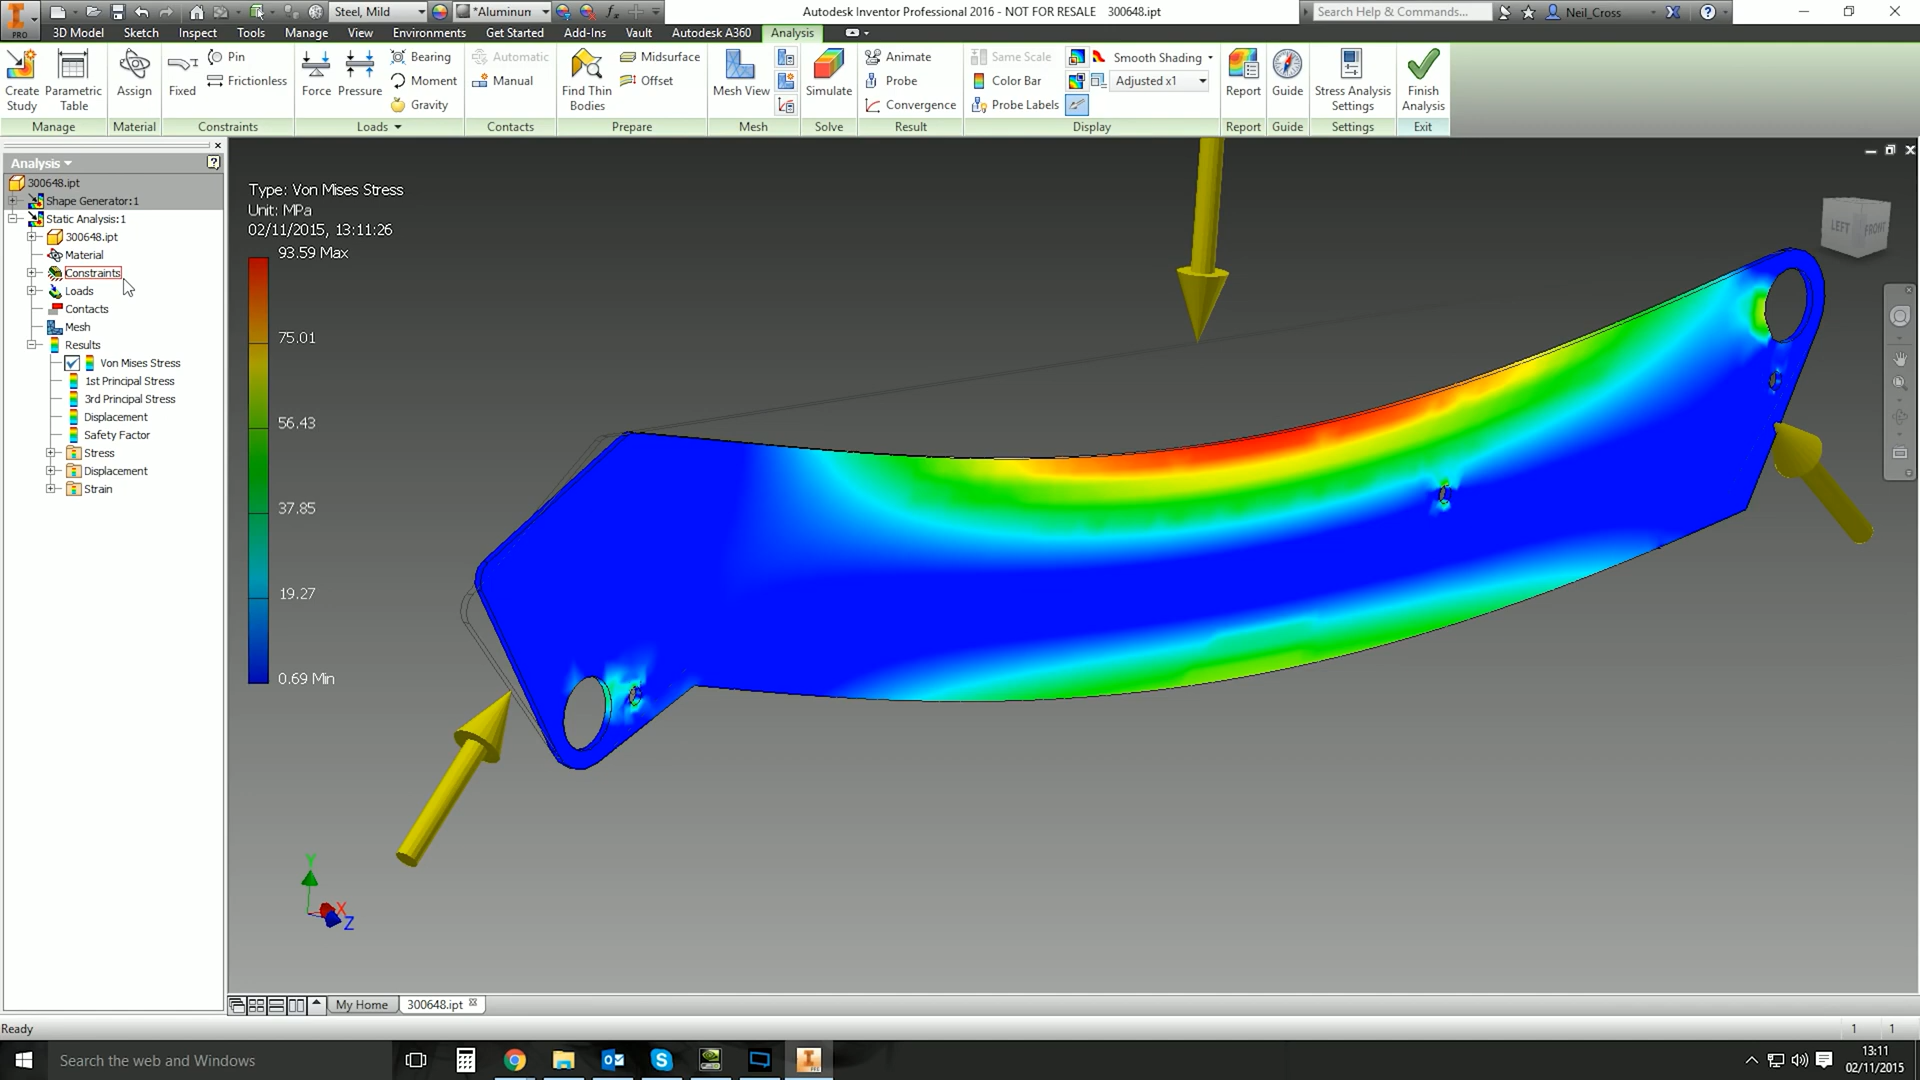 Steel, Mild
*Aluminun
Autodesk Inventor Professional 2016 - NOT FOR RESALE 300648.ipt
Search Help & Commands...
Neil_Cross
PRO
3D Model Sketch Inspect Tools Manage View Environments Get Started Add-Ins Vault Autodesk A360 Analysis
Create Study
Parametric Table
Assign
Fixed
Pin
Frictionless
Force
Pressure
Bearing
Moment
Gravity
Automatic
Manual
Find Thin Bodies
Midsurface
Offset
Mesh View
Simulate
Animate
Probe
Convergence
Same Scale
Color Bar
Probe Labels
Smooth Shading
Adjusted x1
Report
Guide
Stress Analysis Settings
Finish Analysis
Manage Material Constraints Loads Contacts Prepare Mesh Solve Result Display Report Guide Settings Exit
Analysis
300648.ipt
Shape Generator:1
Static Analysis:1
300648.ipt
Material
Constraints
Loads
Contacts
Mesh
Results
Von Mises Stress
1st Principal Stress
3rd Principal Stress
Displacement
Safety Factor
Stress
Displacement
Strain
Type: Von Mises Stress
Unit: MPa
02/11/2015, 13:11:26
93.59 Max
75.01
56.43
37.85
19.27
0.69 Min
LEFT FRONT
Y
X
Z
My Home 300648.ipt
Ready
1 1
Search the web and Windows
13:11
02/11/2015